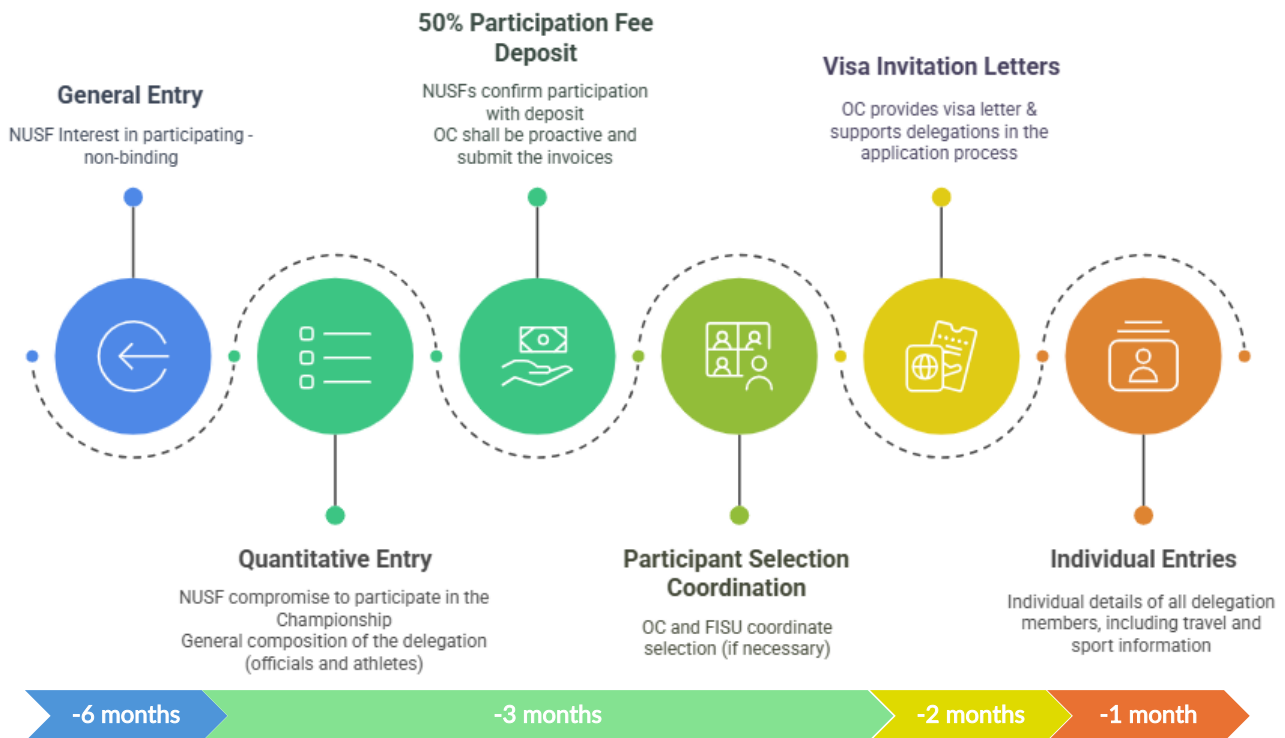 50% Participation Fee
Deposit
NUSFs confirm participation
with deposit
OC shall be proactive and
submit the invoices
Visa Invitation Letters
OC provides visa letter &
supports delegations in the
application process
General Entry
NUSF Interest in participating -
non-binding
Quantitative Entry
NUSF compromise to participate in the
Championship
General composition of the delegation
(officials and athletes)
Participant Selection
Coordination
OC and FISU coordinate
selection (if necessary)
Individual Entries
Individual details of all delegation
members, including travel and
sport information
-6 months
-3 months
-2 months
-1 month